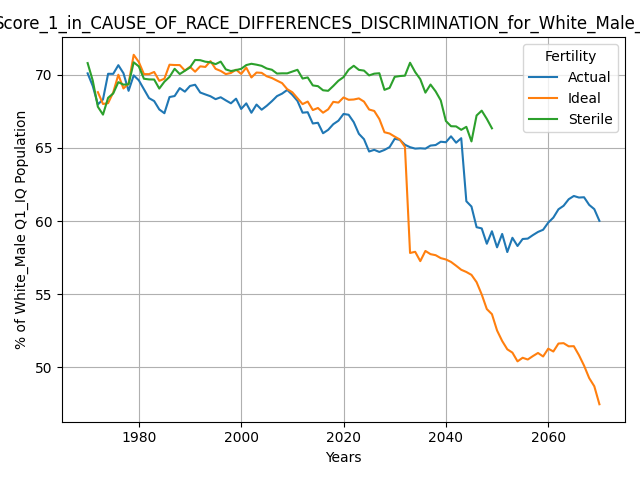 Score_1_in_CAUSE_OF_RACE_DIFFERENCES_DISCRIMINATION_for_White_Male_
% of White_Male Q1_IQ Population
70
65
60
55
50
Fertility
Actual
Ideal
Sterile
1980 2000 2020 2040 2060
Years